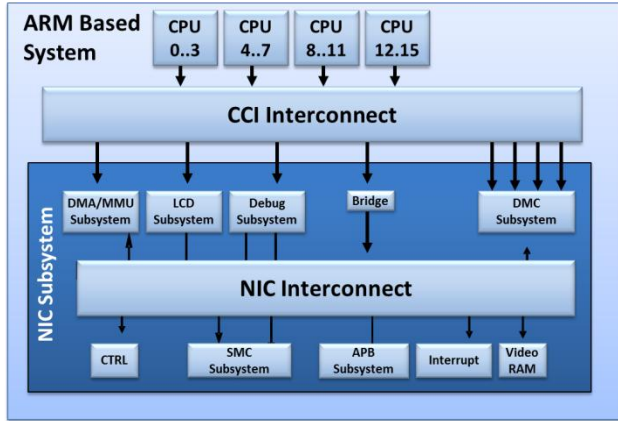 ARM Based
System
CPU
0..3
CPU
4..7
CPU
8..11
CPU
12.15
CCI Interconnect
NIC Subsystem
DMA/MMU
Subsystem
LCD
Subsystem
Debug
Subsystem
Bridge
DMC
Subsystem
NIC Interconnect
CTRL
SMC
Subsystem
APB
Subsystem
Interrupt
Video
RAM